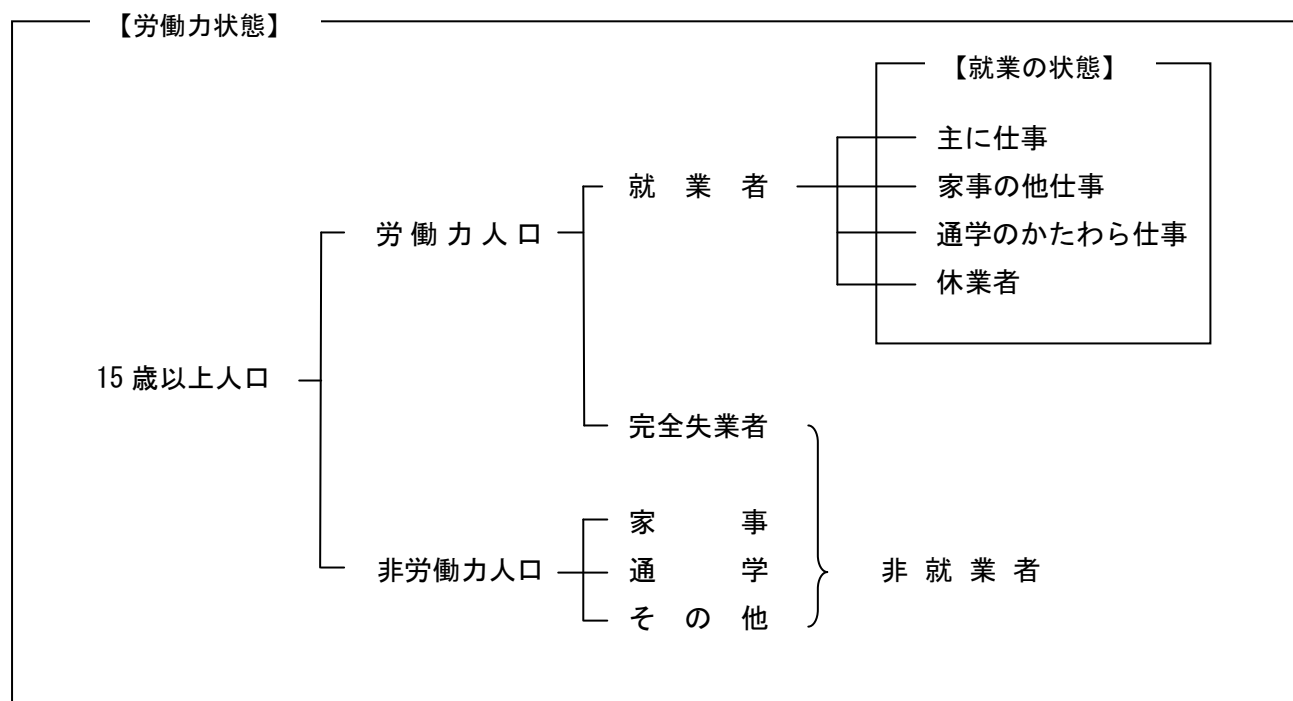 【労働力状態】
【就業の状態】
主に仕事
就業者
家事の他仕事
労働力人口
通学のかたわら仕事
休業者
15歳以上人口
完全失業者
家事
非労働力人口
通学
非就業者
その他